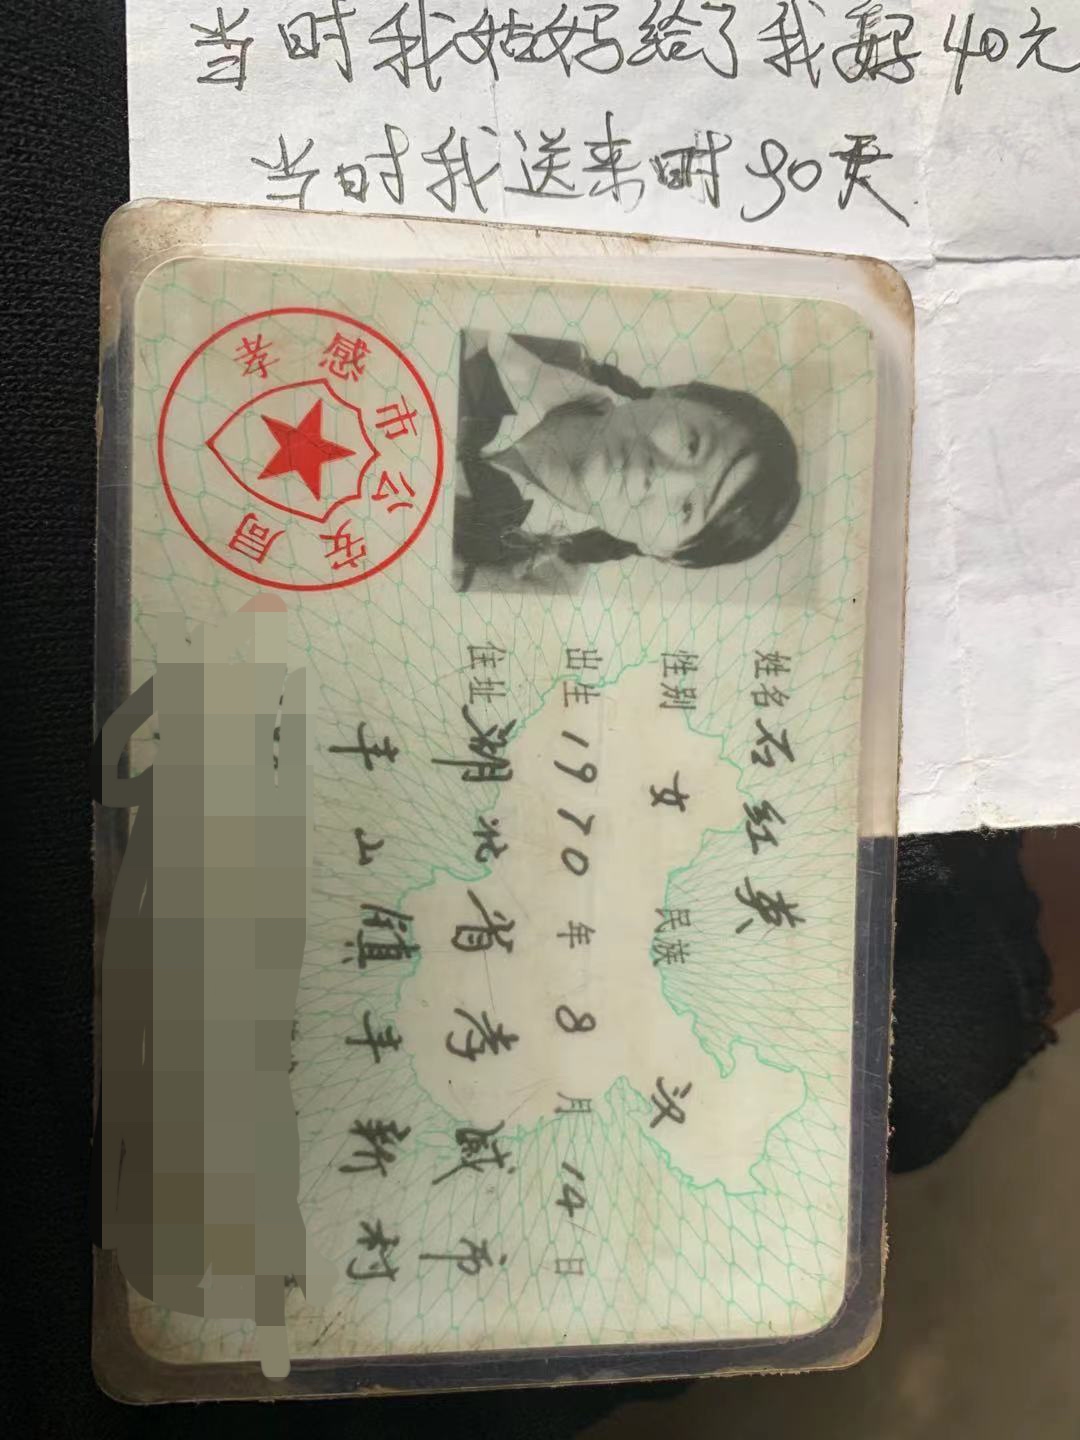 当时我姑妈给了我妈40元
当时我送来时90天
孝感市公安局
姓名 石红英
性别 女 民族 汉
出生 1970年8月14日
住址 湖北省孝感市
丰山镇丰新村